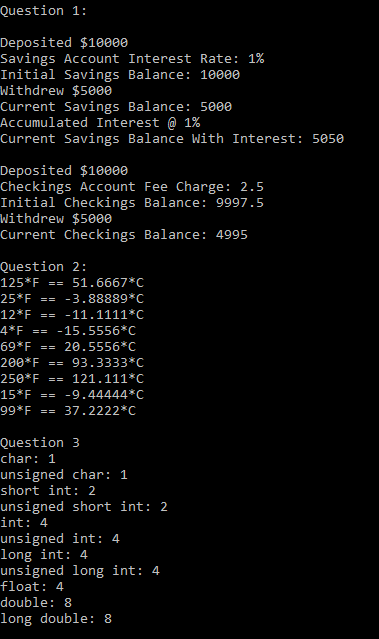 Question 1:
Deposited $10000
Savings Account Interest Rate: 1%
Initial Savings Balance: 10000
Withdrew $5000
Current Savings Balance: 5000
Accumulated Interest @ 1%
Current Savings Balance With Interest: 5050
Deposited $10000
Checkings Account Fee Charge: 2.5
Initial Checkings Balance: 9997.5
Withdrew $5000
Current Checkings Balance: 4995
Question 2:
125*F == 51.6667*C
25*F == -3.88889*C
12*F == -11.1111*C
4*F == -15.5556*C
69*F == 20.5556*C
200*F == 93.3333*C
250*F == 121.111*C
15*F == -9.44444*C
99*F == 37.2222*C
Question 3
char: 1
unsigned char: 1
short int: 2
unsigned short int: 2
int: 4
unsigned int: 4
long int: 4
unsigned long int: 4
float: 4
double: 8
long double: 8